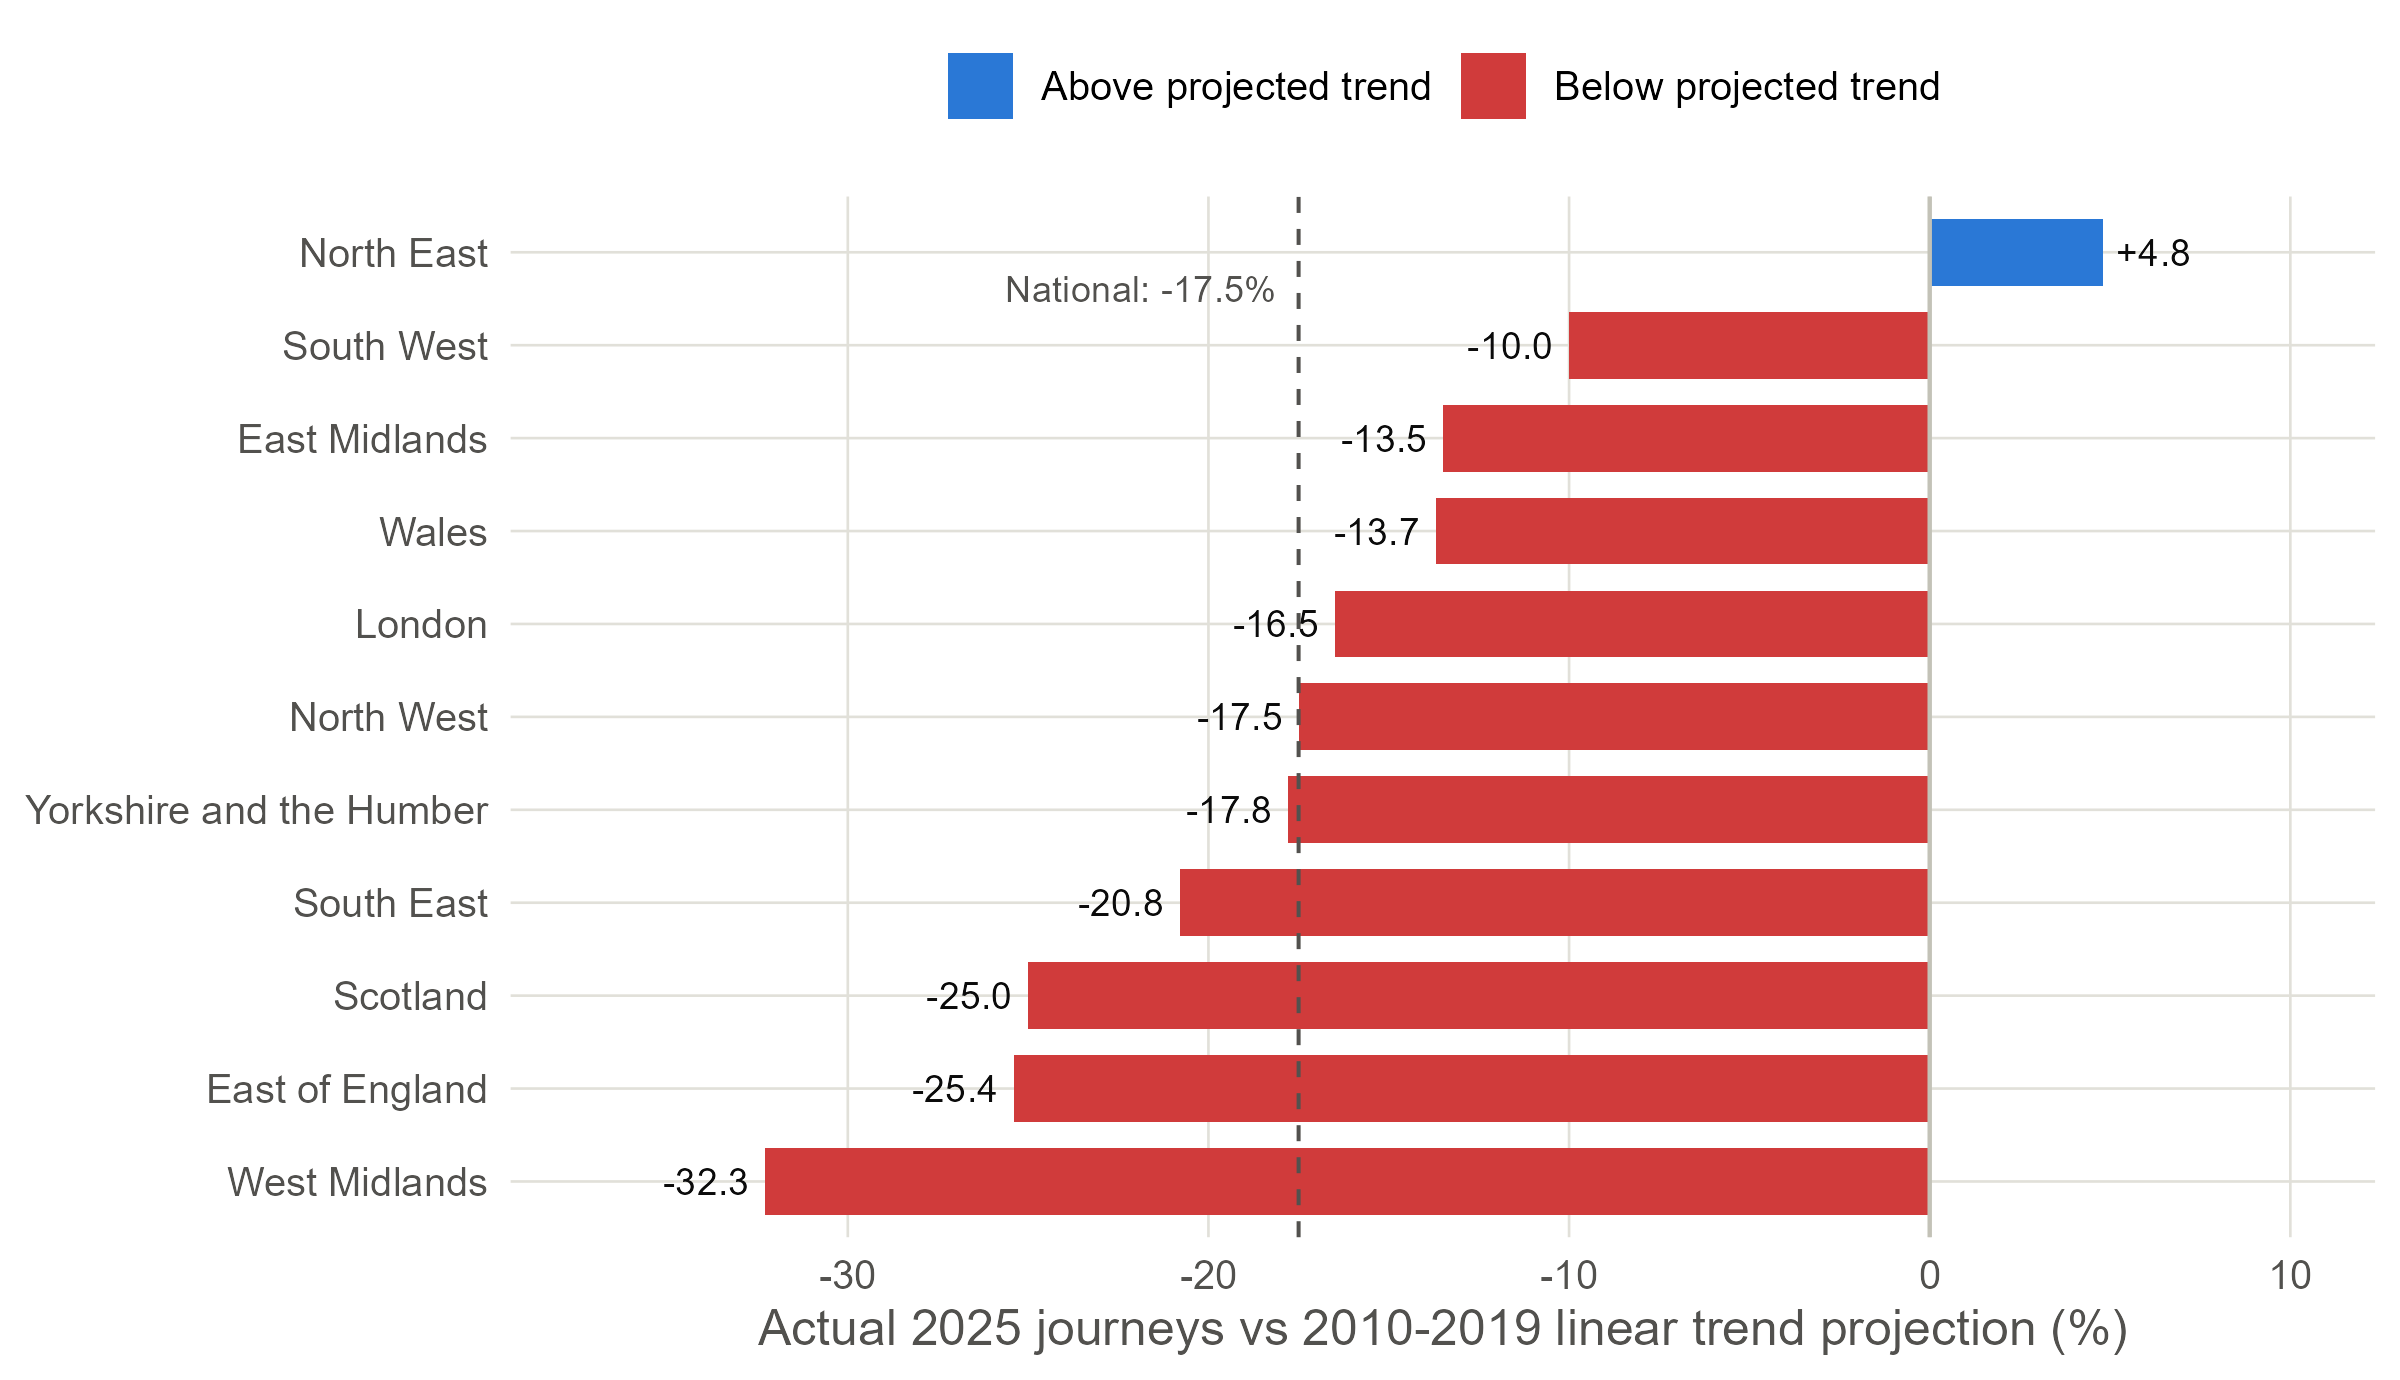 Above projected trend
Below projected trend
North East
+4.8
National: -17.5%
South West
-10.0
East Midlands
-13.5
Wales
-13.7
London
-16.5
North West
-17.5
Yorkshire and the Humber
-17.8
South East
-20.8
Scotland
-25.0
East of England
-25.4
West Midlands
-32.3
-30
-20
-10
0
10
Actual 2025 journeys vs 2010-2019 linear trend projection (%)